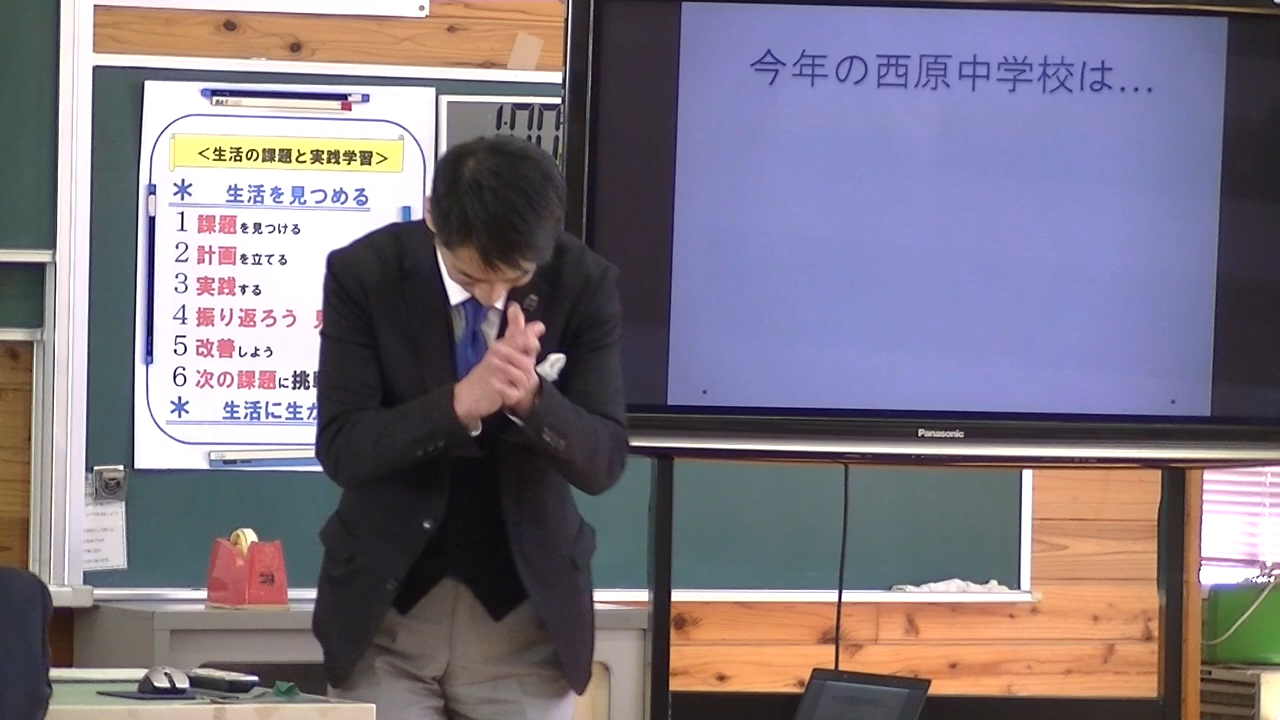 今年の西原中学校は…
＜生活の課題と実践学習＞
＊ 生活を見つめる
1 課題を見つける
2 計画を立てる
3 実践する
4 振り返ろう
5 改善しよう
6 次の課題に挑
＊ 生活に生か
Panasonic